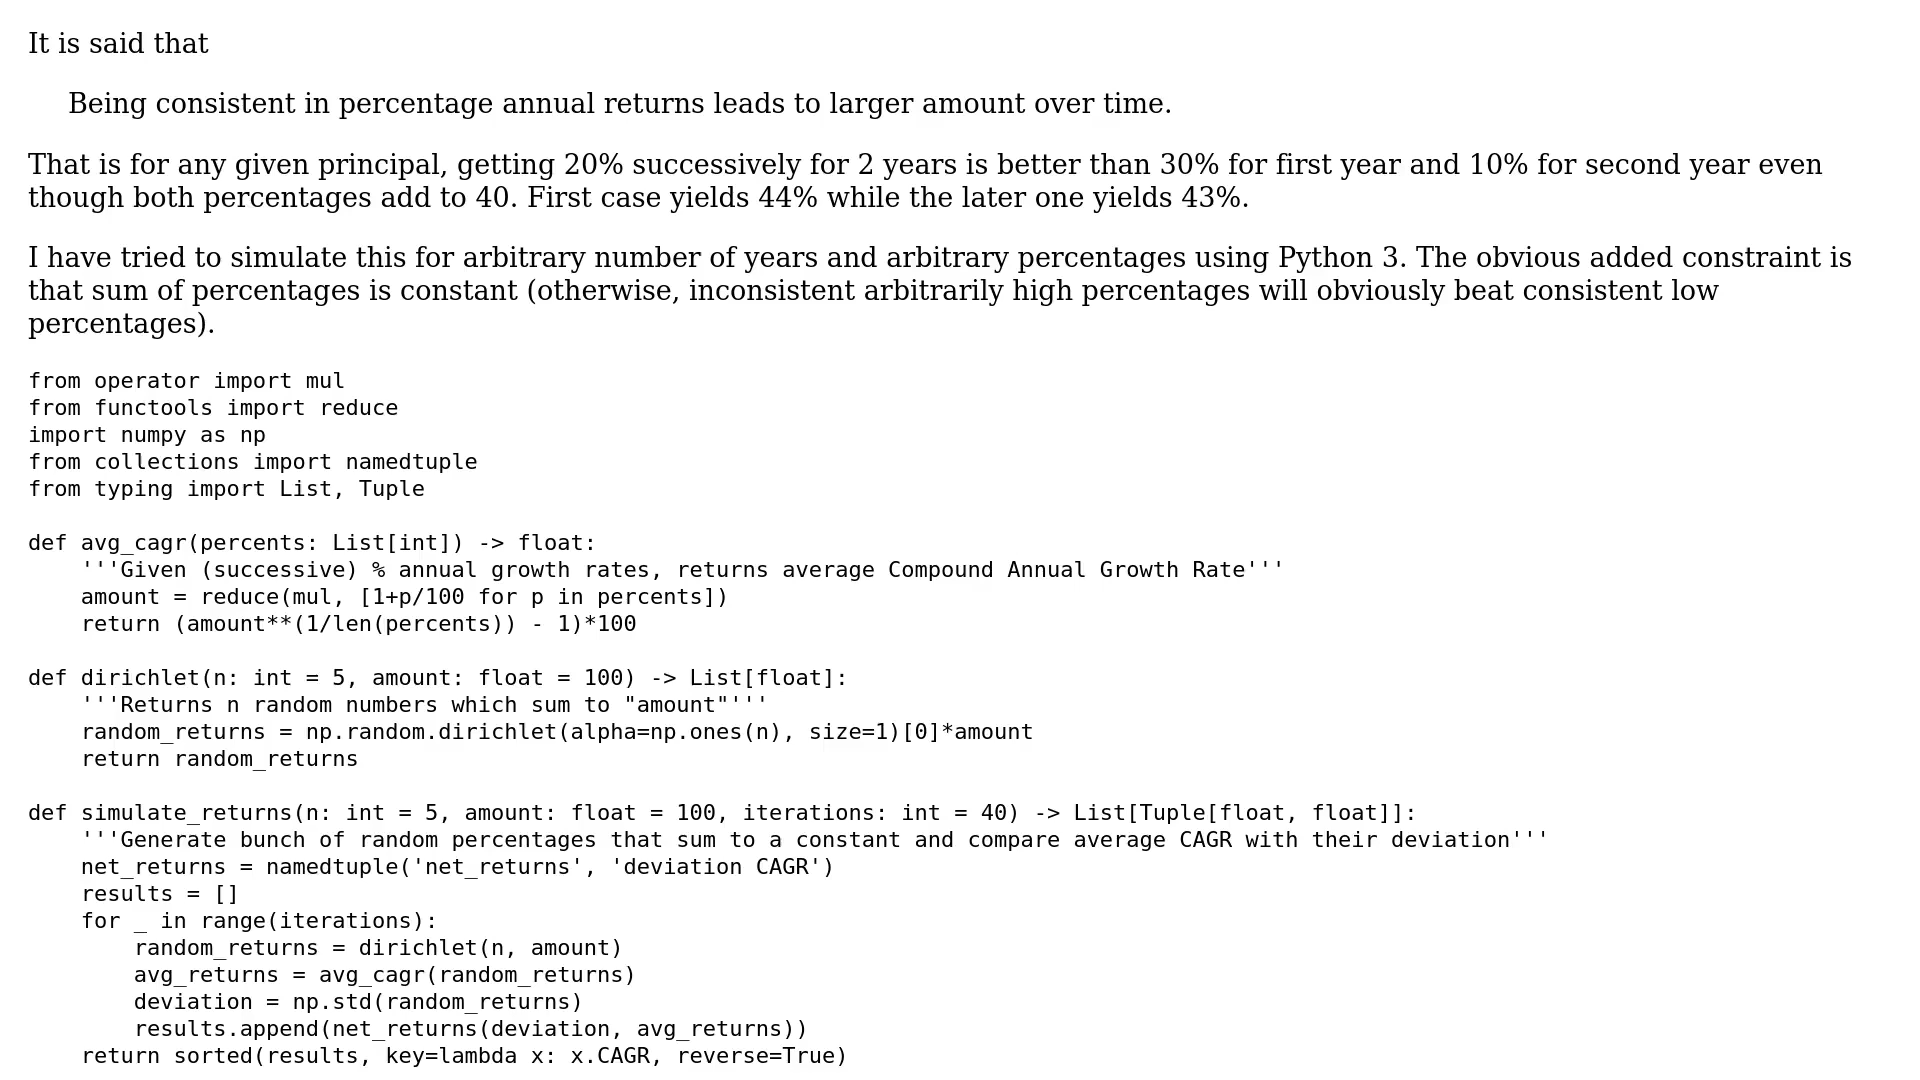 It is said that
Being consistent in percentage annual returns leads to larger amount over time.
That is for any given principal, getting 20% successively for 2 years is better than 30% for first year and 10% for second year even
though both percentages add to 40. First case yields 44% while the later one yields 43%.
I have tried to simulate this for arbitrary number of years and arbitrary percentages using Python 3. The obvious added constraint is
that sum of percentages is constant (otherwise, inconsistent arbitrarily high percentages will obviously beat consistent low
percentages).
from operator import mul
from functools import reduce
import numpy as np
from collections import namedtuple
from typing import List, Tuple

def avg_cagr(percents: List[int]) -> float:
    '''Given (successive) % annual growth rates, returns average Compound Annual Growth Rate'''
    amount = reduce(mul, [1+p/100 for p in percents])
    return (amount**(1/len(percents)) - 1)*100

def dirichlet(n: int = 5, amount: float = 100) -> List[float]:
    '''Returns n random numbers which sum to "amount"'''
    random_returns = np.random.dirichlet(alpha=np.ones(n), size=1)[0]*amount
    return random_returns

def simulate_returns(n: int = 5, amount: float = 100, iterations: int = 40) -> List[Tuple[float, float]]:
    '''Generate bunch of random percentages that sum to a constant and compare average CAGR with their deviation'''
    net_returns = namedtuple('net_returns', 'deviation CAGR')
    results = []
    for _ in range(iterations):
        random_returns = dirichlet(n, amount)
        avg_returns = avg_cagr(random_returns)
        deviation = np.std(random_returns)
        results.append(net_returns(deviation, avg_returns))
    return sorted(results, key=lambda x: x.CAGR, reverse=True)